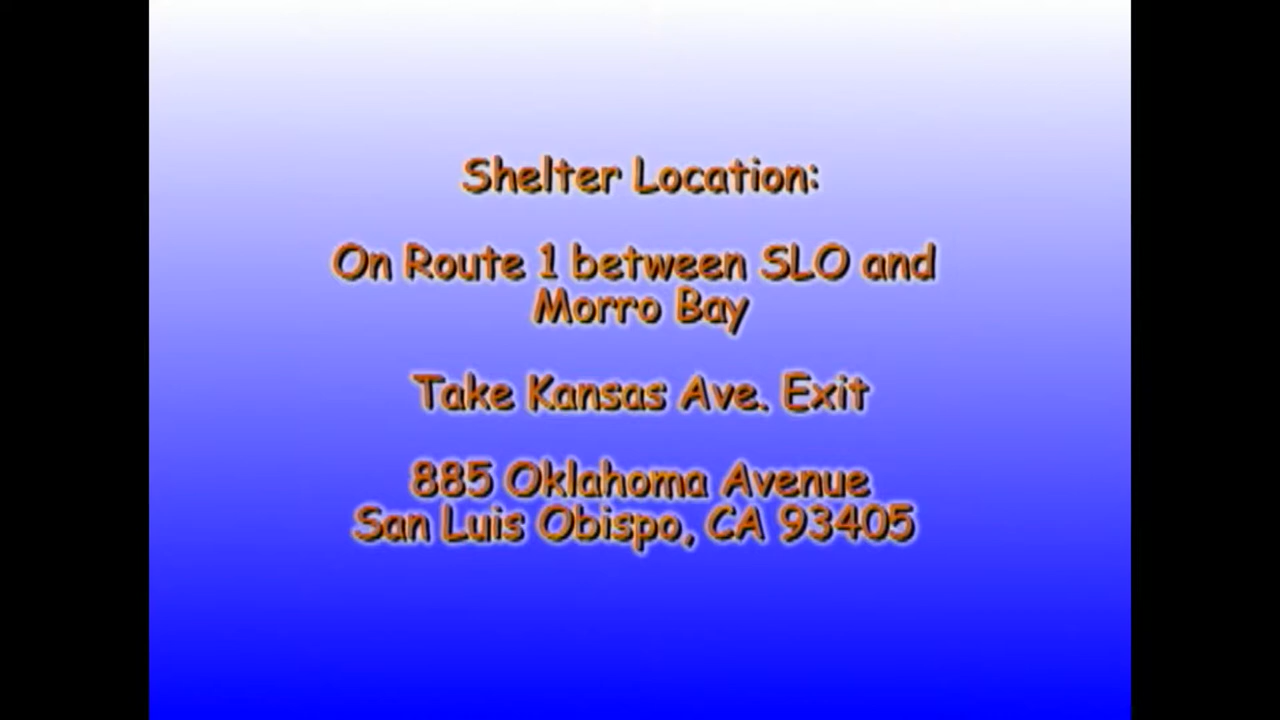 Shelter Location:
On Route 1 between SLO and
Morro Bay
Take Kansas Ave. Exit
885 Oklahoma Avenue
San Luis Obispo, CA 93405